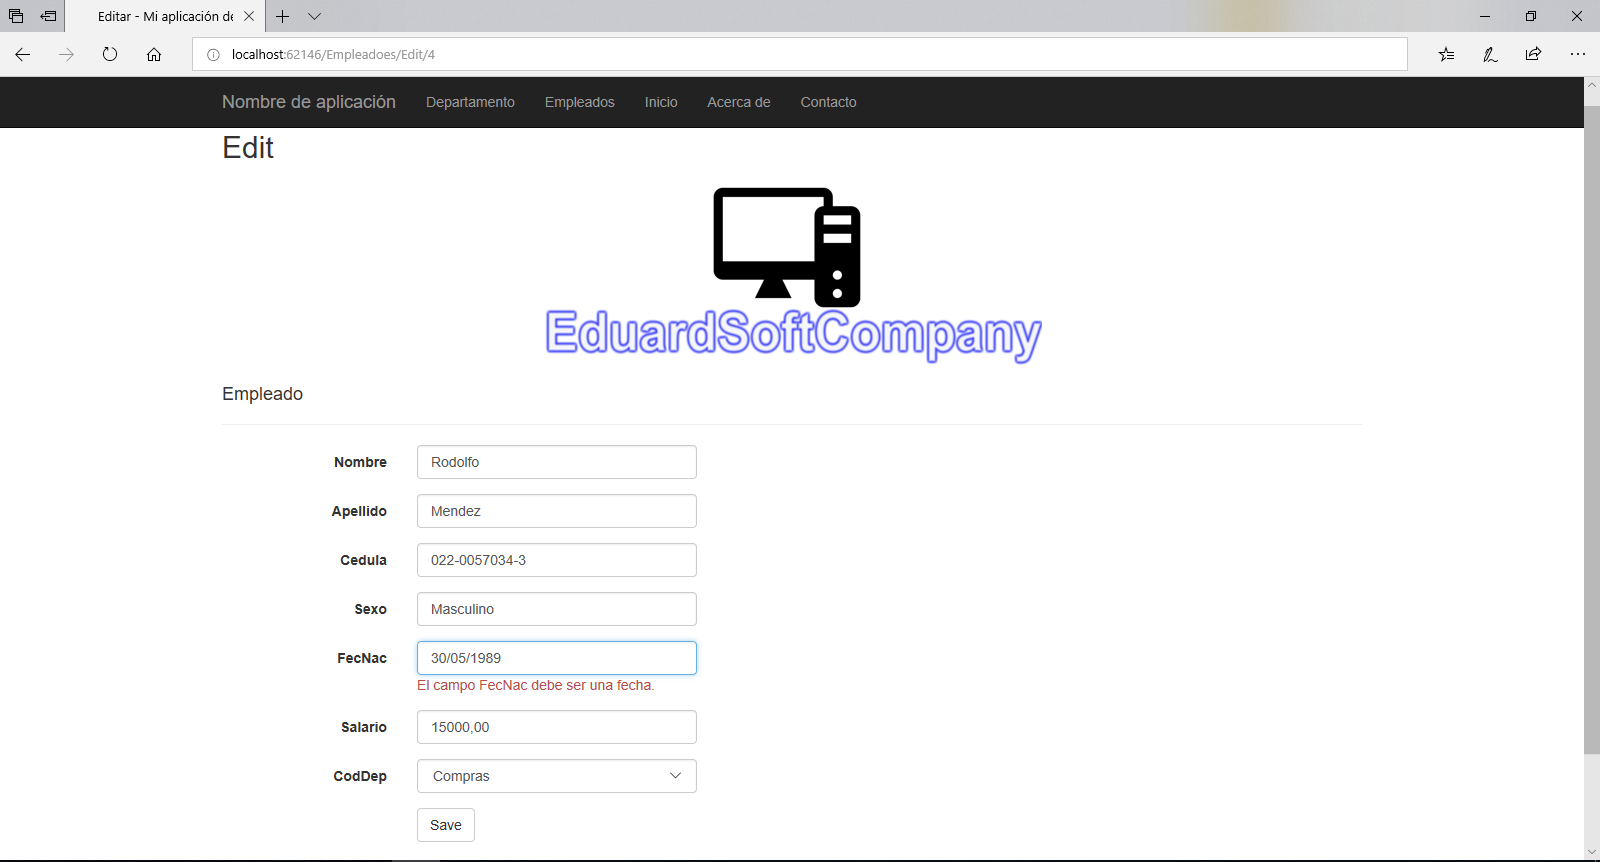 Editar - Mi aplicación de
localhost:62146/Empleadoes/Edit/4
Nombre de aplicación Departamento Empleados Inicio Acerca de Contacto
Edit
EduardSoftCompany
Empleado
Nombre Rodolfo
Apellido Mendez
Cedula 022-0057034-3
Sexo Masculino
FecNac 30/05/1989
El campo FecNac debe ser una fecha.
Salario 15000,00
CodDep Compras
Save